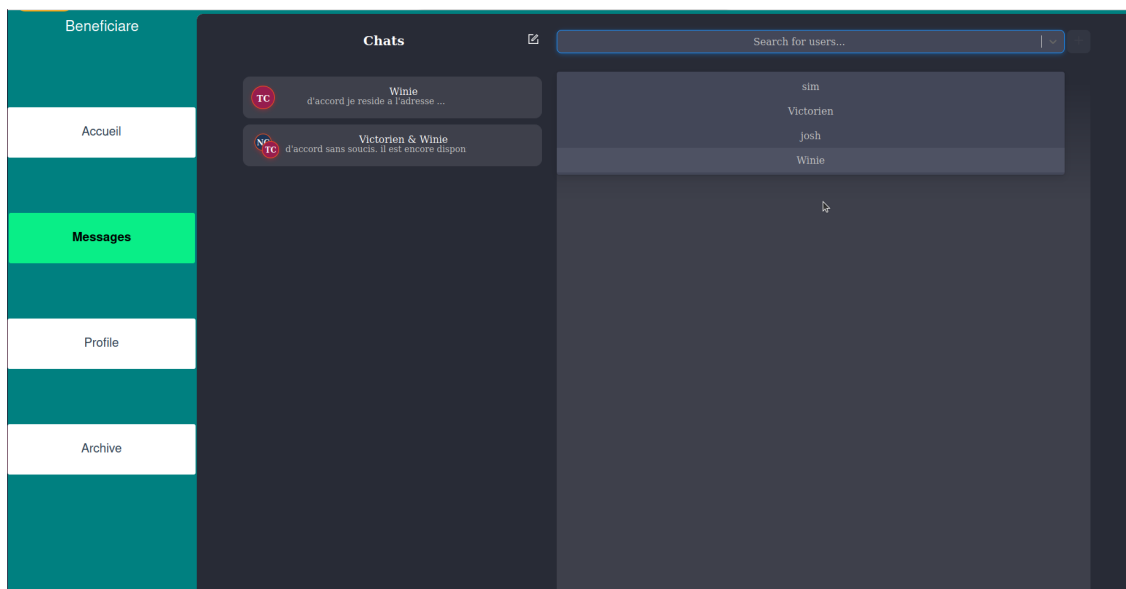 Beneficiare
Accueil
Messages
Profile
Archive
Chats
TC
Winie
d'accord je reside a l'adresse ...
TC
Victorien & Winie
d'accord sans soucis. il est encore dispon
Search for users...
sim
Victorien
josh
Winie